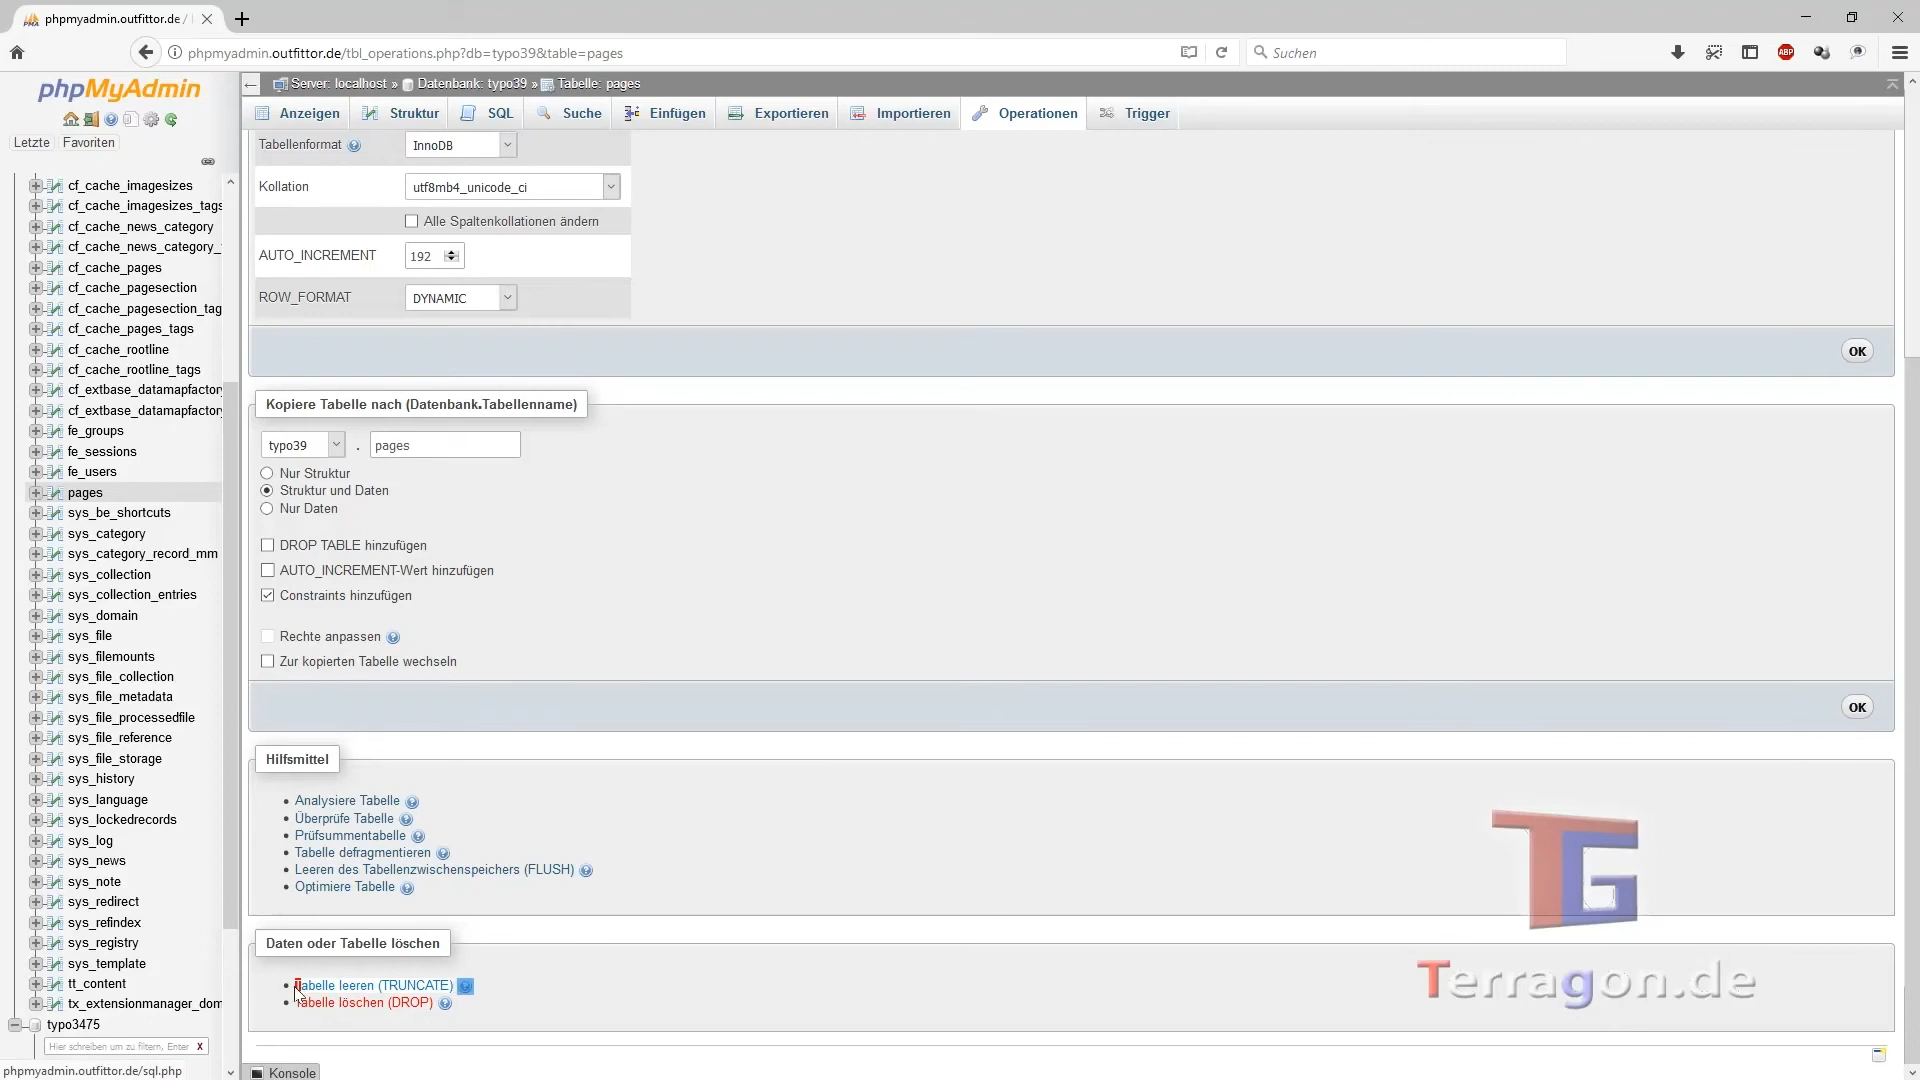 phpmyadmin.outfittor.de /
phpmyadmin.outfittor.de/tbl_operations.php?db=typo39&table=pages
Suchen
ABP
phpMyAdmin
Letzte
Favoriten
cf_cache_imagesizes
cf_cache_imagesizes_tags
cf_cache_news_category
cf_cache_news_category_
cf_cache_pages
cf_cache_pagesection
cf_cache_pagesection_tag
cf_cache_pages_tags
cf_cache_rootline
cf_cache_rootline_tags
cf_extbase_datamapfactory
cf_extbase_datamapfactory
fe_groups
fe_sessions
fe_users
pages
sys_be_shortcuts
sys_category
sys_category_record_mm
sys_collection
sys_collection_entries
sys_domain
sys_file
sys_filemounts
sys_file_collection
sys_file_metadata
sys_file_processedfile
sys_file_reference
sys_file_storage
sys_history
sys_language
sys_lockedrecords
sys_log
sys_news
sys_note
sys_redirect
sys_refindex
sys_registry
sys_template
tt_content
tx_extensionmanager_dom
typo3475
Hier schreiben um zu filtern, Enter X
phpmyadmin.outfittor.de/sql.php
Server: localhost » Datenbank: typo39 » Tabelle: pages
Anzeigen Struktur SQL Suche Einfügen Exportieren Importieren Operationen Trigger
Tabellenformat InnoDB
Kollation utf8mb4_unicode_ci
Alle Spaltenkollationen ändern
AUTO_INCREMENT 192
ROW_FORMAT DYNAMIC
OK
Kopiere Tabelle nach (Datenbank.Tabellenname)
typo39 . pages
Nur Struktur
Struktur und Daten
Nur Daten
DROP TABLE hinzufügen
AUTO_INCREMENT-Wert hinzufügen
Constraints hinzufügen
Rechte anpassen
Zur kopierten Tabelle wechseln
OK
Hilfsmittel
Analysiere Tabelle
Überprüfe Tabelle
Prüfsummentabelle
Tabelle defragmentieren
Leeren des Tabellenzwischenspeichers (FLUSH)
Optimiere Tabelle
Daten oder Tabelle löschen
Tabelle leeren (TRUNCATE)
Tabelle löschen (DROP)
Konsole
TG
Terragon.de